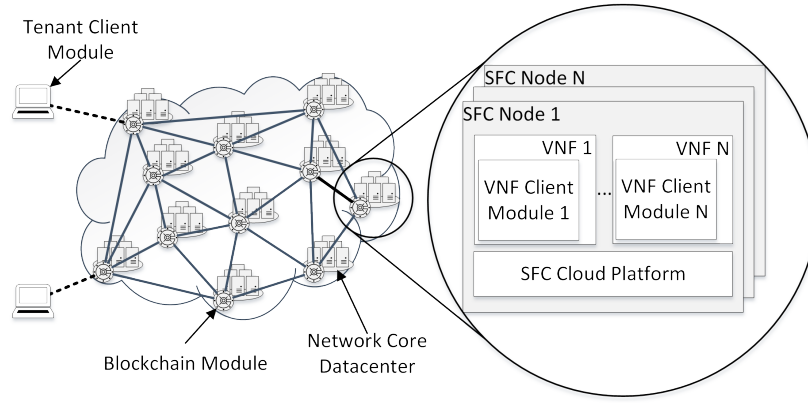 Tenant Client
Module
Blockchain Module
Network Core
Datacenter
SFC Node N
SFC Node 1
VNF 1
VNF Client
Module 1
...
VNF N
VNF Client
Module N
SFC Cloud Platform